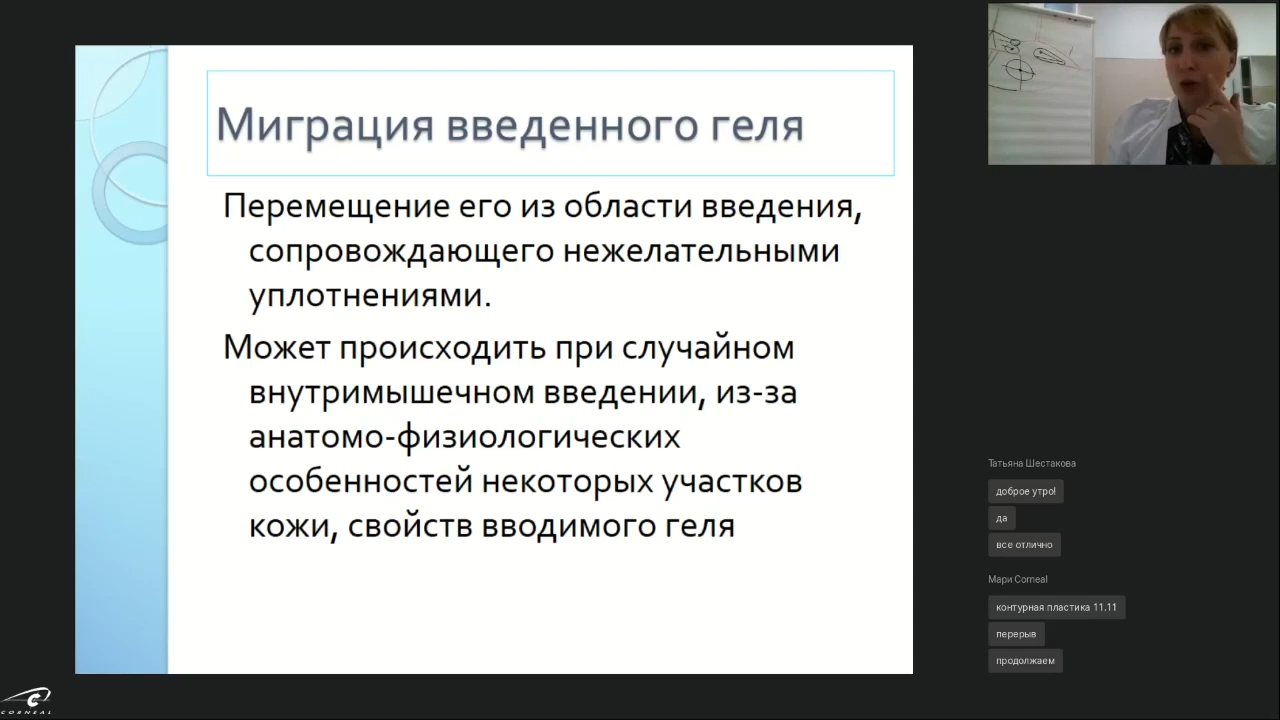 Миграция введенного геля
Перемещение его из области введения,
сопровождающего нежелательными
уплотнениями.
Может происходить при случайном
внутримышечном введении, из-за
анатомо-физиологических
особенностей некоторых участков
кожи, свойств вводимого геля
Татьяна Шестакова
доброе утро!
да
все отлично
Мари Corneal
контурная пластика 11.11
перерыв
продолжаем
CORNEAL